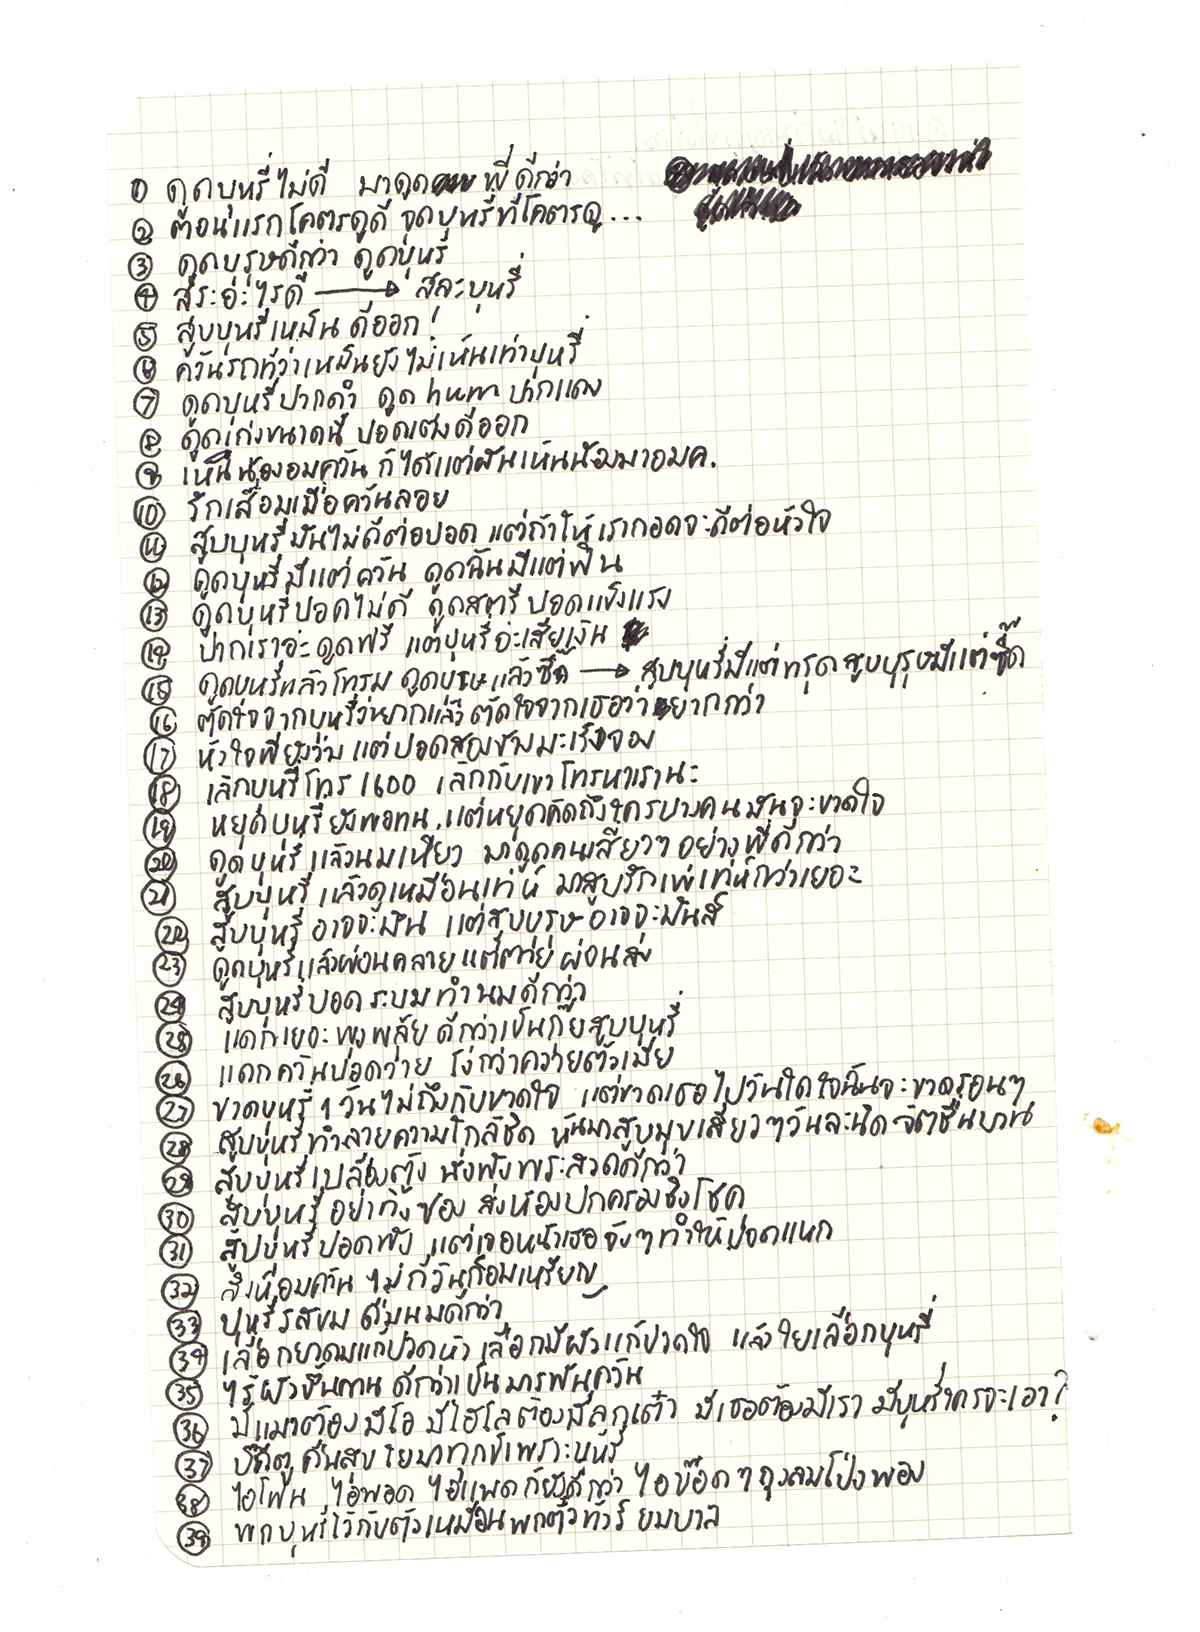 ① ดูดบุหรี่ไม่ดี มาดูด พี่ดีกว่า
② ตอนแรกโคตรดูดี จุดบุหรี่ทีโคตรดู...
③ ดูดบุรุษดีกว่า ดูดบุหรี่
④ สระอะไรดี → สละบุหรี่
⑤ สูบบุหรี่เหม็น ดีออก!
⑥ ควันรถที่ว่าเหม็นยังไม่เห็นเท่าบุหรี่
⑦ ดูดบุหรี่ปากดำ ดูด hum ปากแดง
⑧ ดูดเก่งขนาดนี้ ปอดแข็งดีออก
⑨ เห็นน้องอมควัน ก็ได้แต่ฝันเห็นน้องมาอมค.
⑩ รักเสื่อมเมื่อควันลอย
⑪ สูบบุหรี่มันไม่ดีต่อปอด แต่ถ้าให้เรากอดจะดีต่อหัวใจ
⑫ ดูดบุหรี่มีแต่ควัน ดูดฉันมีแต่ฟิน
⑬ ดูดบุหรี่ปอดไม่ดี ดูดสตรีปอดแข็งแรง
⑭ ปากเราอ่ะดูดฟรี แต่บุหรี่อ่ะเสียเงิน
⑮ ดูดบุหรี่แล้วโทรม ดูดบุรุษแล้วซี๊ด → สูบบุหรี่มีแต่ทรุด สูบบุรุษมีแต่ซี๊ด
⑯ ตัดใจจากบุหรี่ว่ายากแล้ว ตัดใจจากเธอว่ายากกว่า
⑰ หัวใจพี่ยังว่าง แต่ปอดสองข้างมะเร็งจอง
⑱ เลิกบุหรี่โทร 1600 เลิกกับเขาโทรหาเรานะ
⑲ หยุดบุหรี่ยังพอทน แต่หยุดคิดถึงใครบางคนมันจะขาดใจ
⑳ ดูดบุหรี่แล้วนมเหี่ยว มาดูดคนเสียวๆ อย่างพี่ดีกว่า
㉑ สูบบุหรี่แล้วดูเหมือนเท่ห์ มาสูบรักเพ่เท่ห์กว่าเยอะ
㉒ สูบบุหรี่อาจจะมัน แต่สูบบุรุษอาจจะมันส์
㉓ ดูดบุหรี่แล้วผ่อนคลาย แต่ตายผ่อนส่ง
㉔ สูบบุหรี่ปอดระบม ทำนมดีกว่า
㉕ แดกเยอะพุงพลุ้ย ดีกว่าเป็นกุ๊ยสูบบุหรี่
㉖ แดกควันปอดวาย โง่กว่าควายตัวเมีย
㉗ ขาดบุหรี่ 1 วันไม่ถึงกับขาดใจ แต่ขาดเธอไปวันใดใจฉันจะขาดรอนๆ
㉘ สูบบุหรี่ทำลายความใกล้ชิด หันมาสูบมุขเสี่ยวๆวันละนิดจิตชื่นบาน
㉙ สูบบุหรี่เปลืองตัง นั่งฟังพระสวดดีกว่า
㉚ สูบบุหรี่อย่าทิ้งซอง ส่งห้องปกครองชิงโชค
㉛ สูบบุหรี่ปอดพัง แต่เจอหน้าเธอจังๆทำให้ปอดแหก
㉜ สิงห์อมควัน ไม่กี่วันก็อมเหรียญ
㉝ บุหรี่รสขม ดื่มนมดีกว่า
㉞ เลือกยาดมแก้ปวดหัว เลือกมีผัวแก้ปวดใจ แล้วใยเลือกบุหรี่
㉟ ไร้ผัวขึ้นคาน ดีกว่าเป็นมารพ่นควัน
㊱ มีแมาต้องมีโอ มีไฮโลต้องมีลูกเต๋า มีเธอต้องมีเรา มีบุหรี่ใครจะเอา?
㊲ ปิดีตู คืนสุข ไยมาทุกข์เพราะบุหรี่
㊳ ไอโฟน ไอพอด ไอแพดก็ยังดีกว่า ไอบ๊อดๆถุงลมโป่งพอง
㊴ พกบุหรี่ไว้กับตัวเหมือนพกตั๋วทัวร์ยมบาล